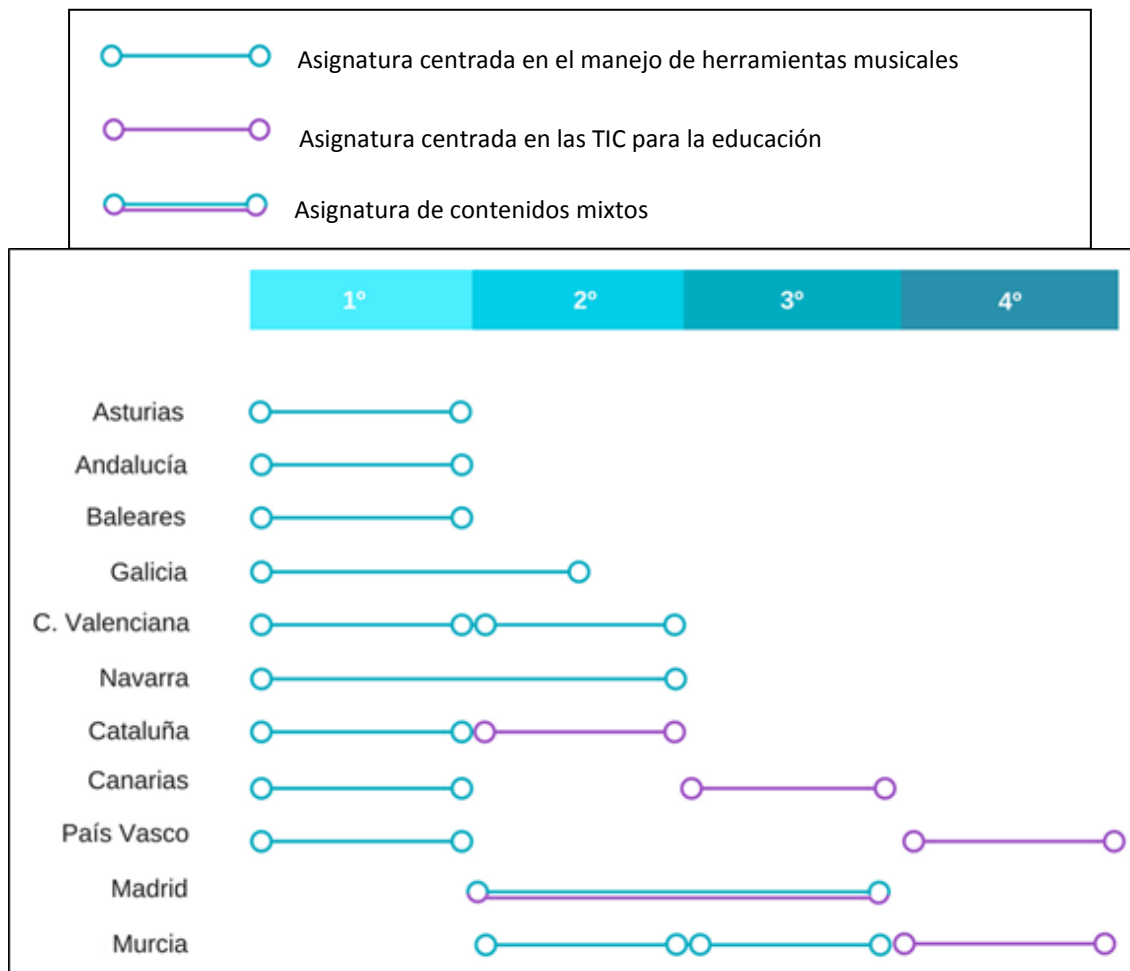 Asignatura centrada en el manejo de herramientas musicales
Asignatura centrada en las TIC para la educación
Asignatura de contenidos mixtos
1º 2º 3º 4º
Asturias
Andalucía
Baleares
Galicia
C. Valenciana
Navarra
Cataluña
Canarias
País Vasco
Madrid
Murcia